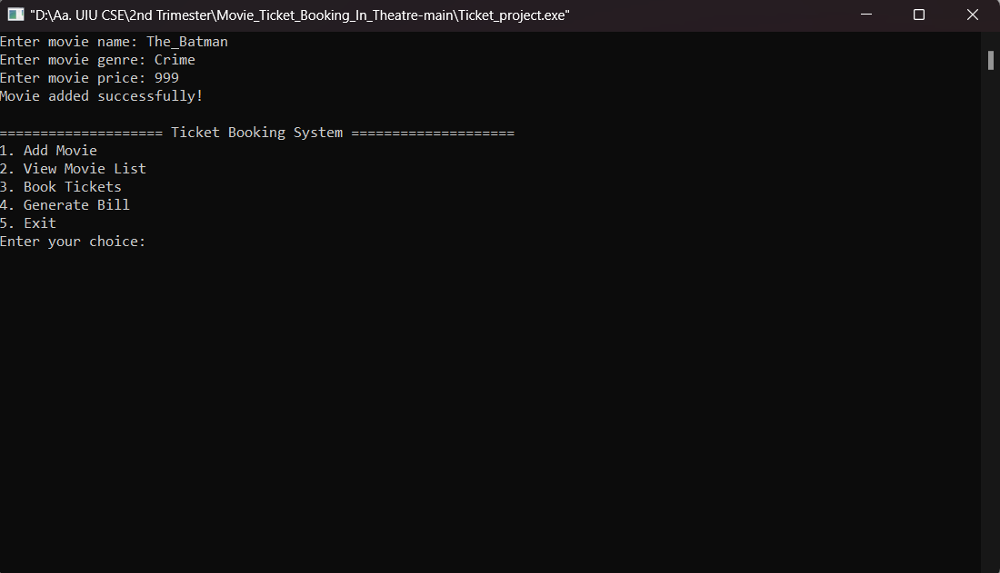 "D:\Aa. UIU CSE\2nd Trimester\Movie_Ticket_Booking_In_Theatre-main\Ticket_project.exe"
Enter movie name: The_Batman
Enter movie genre: Crime
Enter movie price: 999
Movie added successfully!
==================== Ticket Booking System ====================
1. Add Movie
2. View Movie List
3. Book Tickets
4. Generate Bill
5. Exit
Enter your choice: